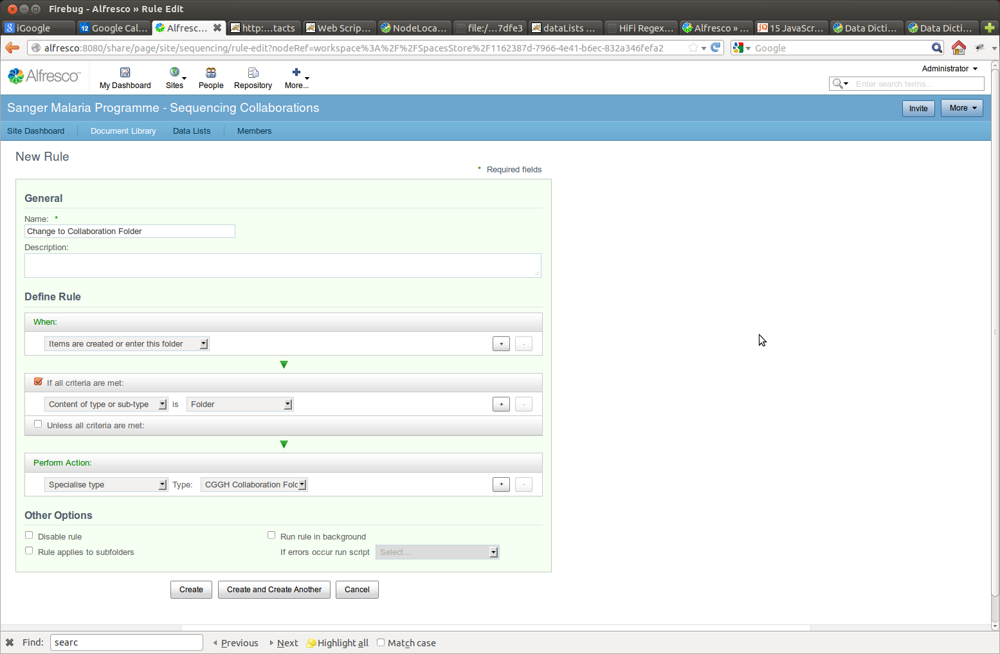 Firebug - Alfresco » Rule Edit
iGoogle Google Cal... Alfresc... http:...tacts Web Scrip... NodeLoca... file:/...7dfe3 dataLists ... HiFi Regex... Alfresco » ... 15 JavaScr... Data Dicti... Data Dicti...
alfresco:8080/share/page/site/sequencing/rule-edit?nodeRef=workspace%3A%2F%2FSpacesStore%2F1162387d-7966-4e41-b6ec-832a346fefa2 Google
Alfresco™ My Dashboard Sites People Repository More... Administrator
Enter search terms...
Sanger Malaria Programme - Sequencing Collaborations Invite More
Site Dashboard Document Library Data Lists Members
New Rule
* Required fields
General
Name: *
Change to Collaboration Folder
Description:
Define Rule
When:
Items are created or enter this folder + -
If all criteria are met:
Content of type or sub-type is Folder + -
Unless all criteria are met:
Perform Action:
Specialise type Type: CGGH Collaboration Folc + -
Other Options
Disable rule Run rule in background
Rule applies to subfolders If errors occur run script Select...
Create Create and Create Another Cancel
Find: searc Previous Next Highlight all Match case